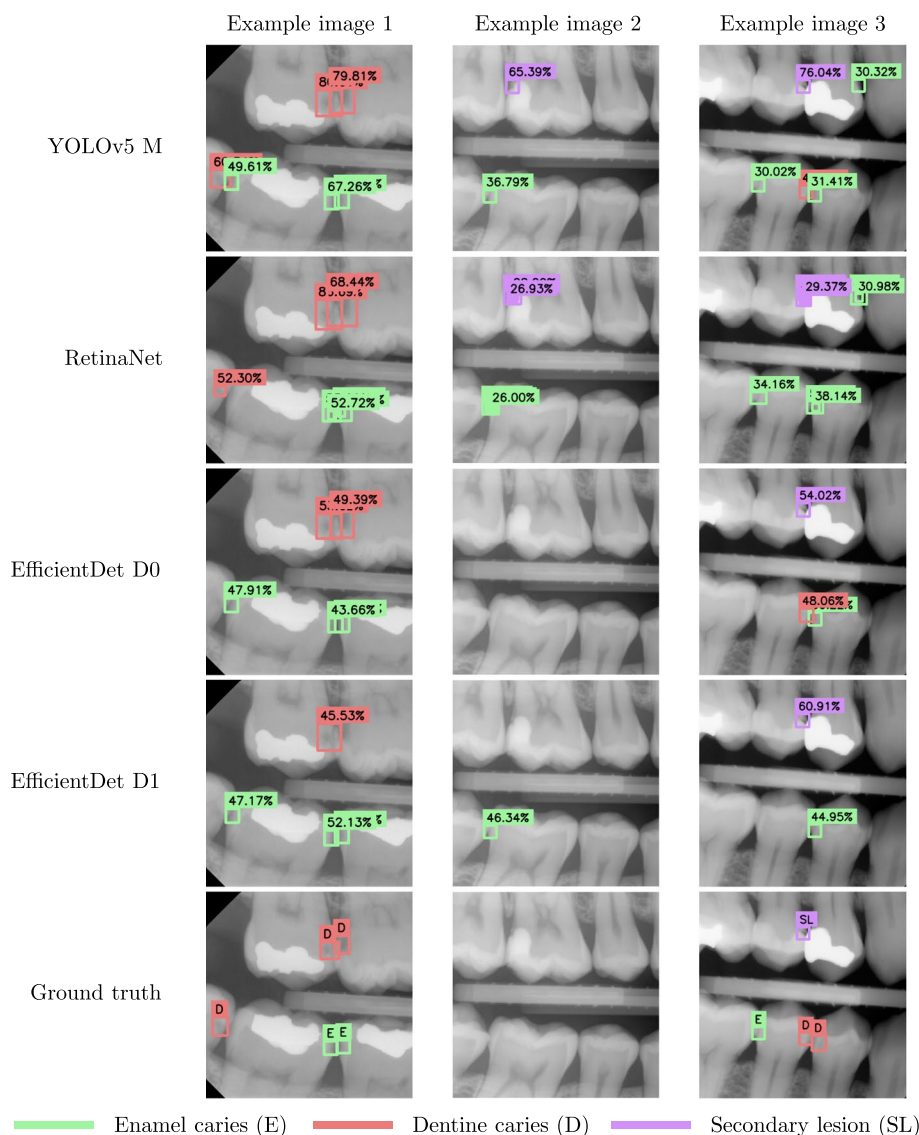 Example image 1 Example image 2 Example image 3
YOLOv5 M
79.81%
49.61%
67.26%
65.39%
36.79%
76.04%
30.32%
30.02%
31.41%
RetinaNet
68.44%
52.30%
52.72%
26.93%
26.00%
29.37%
30.98%
34.16%
38.14%
EfficientDet D0
49.39%
47.91%
43.66%
54.02%
48.06%
EfficientDet D1
45.53%
47.17%
52.13%
46.34%
60.91%
44.95%
Ground truth
D
D
D
E E
SL
E
D
D
Enamel caries (E) Dentine caries (D) Secondary lesion (SL)